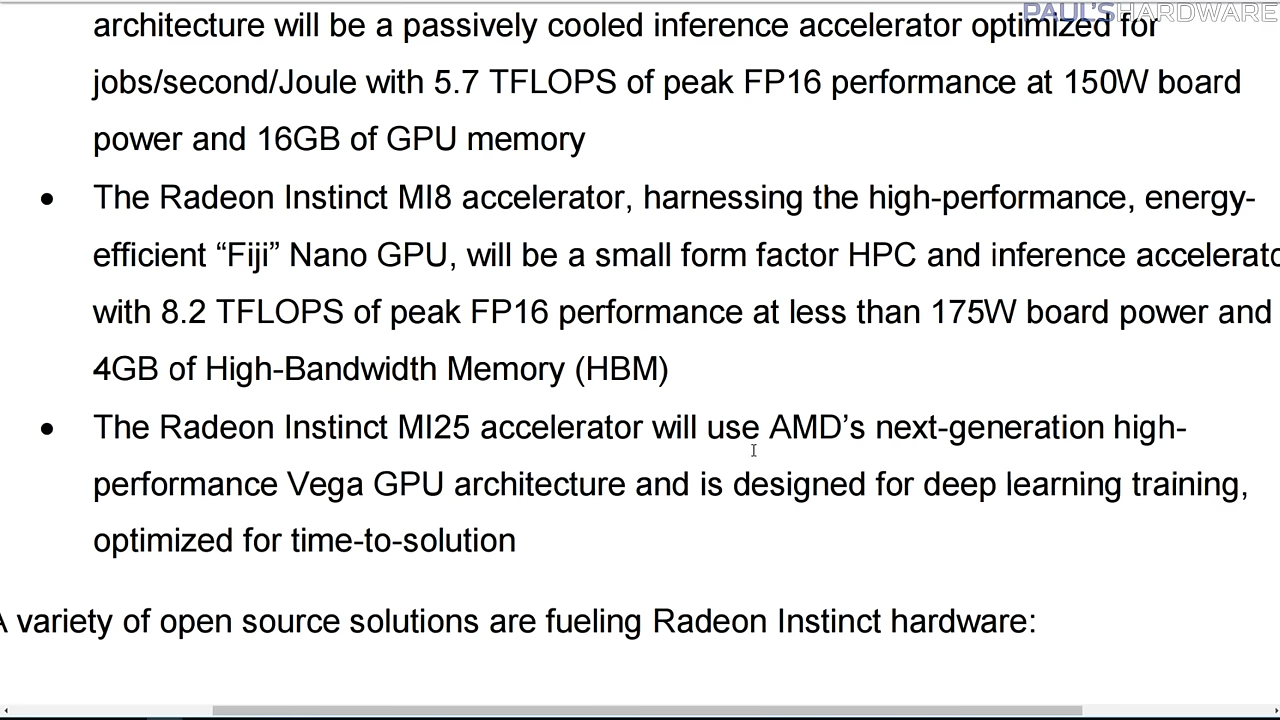 PAUL'SHARDWARE
architecture will be a passively cooled inference accelerator optimized for
jobs/second/Joule with 5.7 TFLOPS of peak FP16 performance at 150W board
power and 16GB of GPU memory
• The Radeon Instinct MI8 accelerator, harnessing the high-performance, energy-
efficient “Fiji” Nano GPU, will be a small form factor HPC and inference accelerato
with 8.2 TFLOPS of peak FP16 performance at less than 175W board power and
4GB of High-Bandwidth Memory (HBM)
• The Radeon Instinct MI25 accelerator will use AMD’s next-generation high-
performance Vega GPU architecture and is designed for deep learning training,
optimized for time-to-solution
A variety of open source solutions are fueling Radeon Instinct hardware: